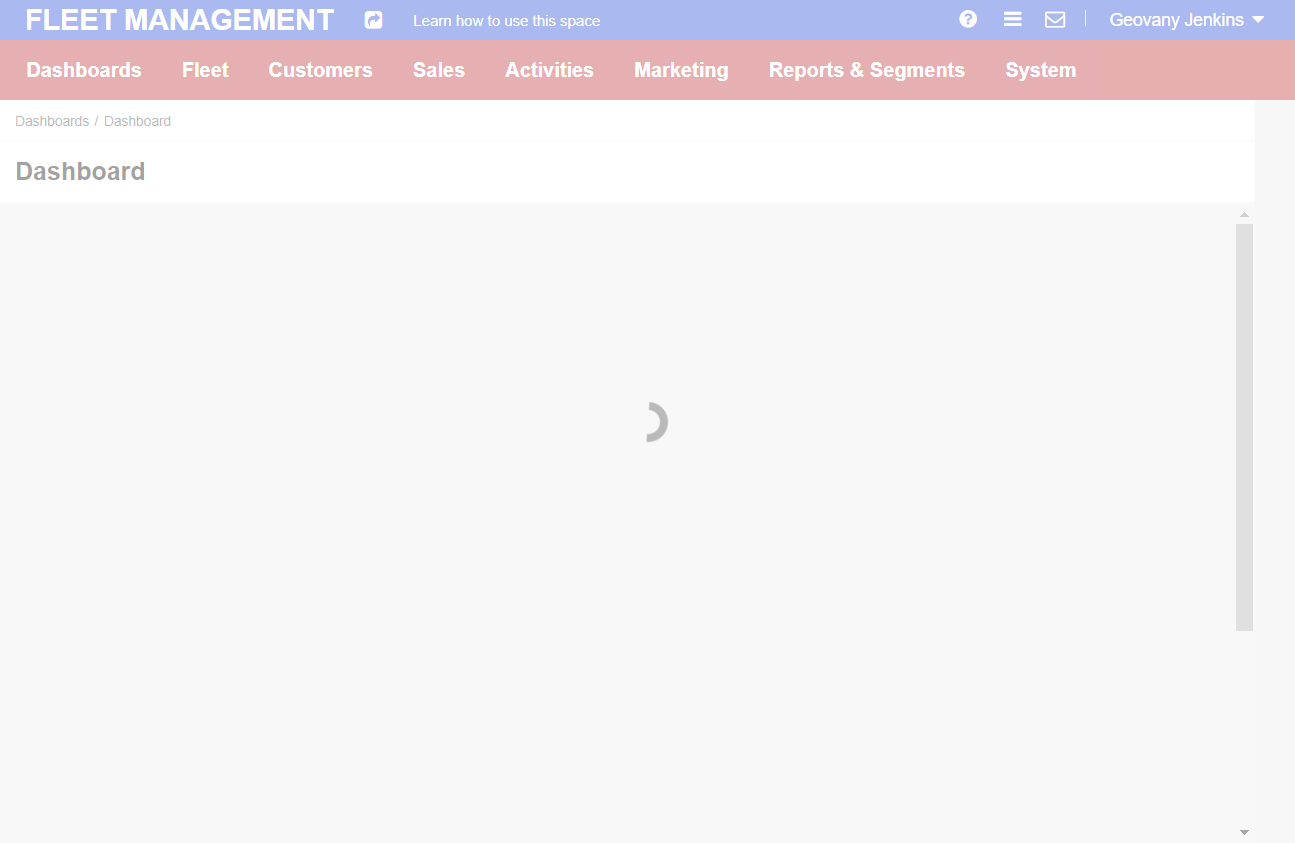 FLEET MANAGEMENT Learn how to use this space Geovany Jenkins
Dashboards Fleet Customers Sales Activities Marketing Reports & Segments System
Dashboards / Dashboard
Dashboard